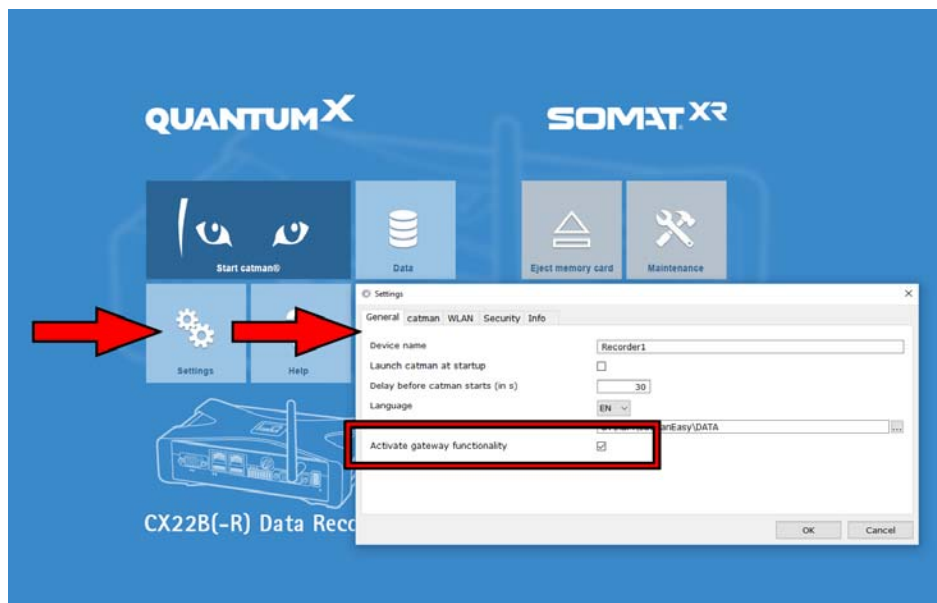 QUANTUMX
SOMAT XR
Start catman®
Data
Eject memory card
Maintenance
Settings
Help
Settings
General catman WLAN Security Info
Device name Recorder1
Launch catman at startup
Delay before catman starts (in s) 30
Language EN
anEasy\DATA ...
Activate gateway functionality
OK Cancel
CX22B(-R) Data Reco